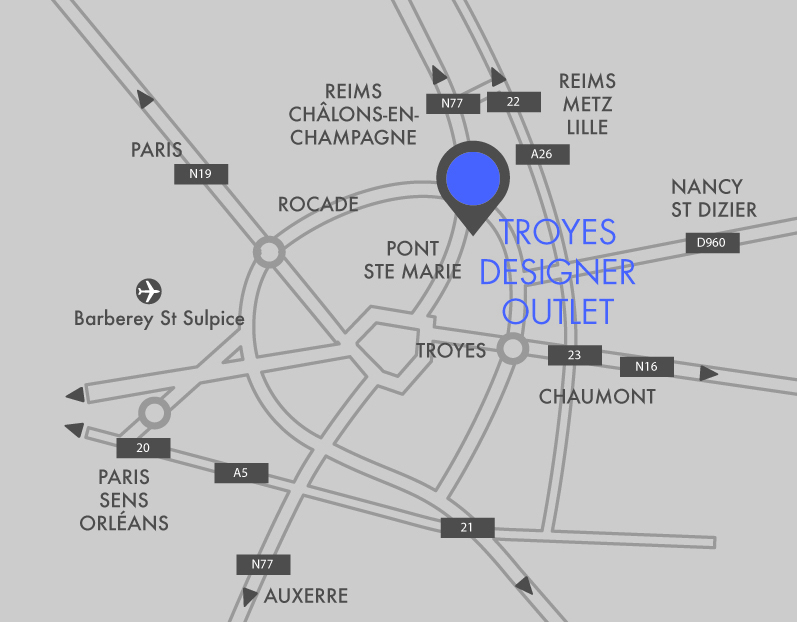 REIMS
CHÂLONS-EN-
CHAMPAGNE
N77
22
REIMS
METZ
LILLE
A26
PARIS
N19
ROCADE
NANCY
ST DIZIER
D960
PONT
STE MARIE
TROYES
DESIGNER
OUTLET
Barberey St Sulpice
TROYES
23
N16
CHAUMONT
20
PARIS
SENS
ORLÉANS
A5
21
N77
AUXERRE